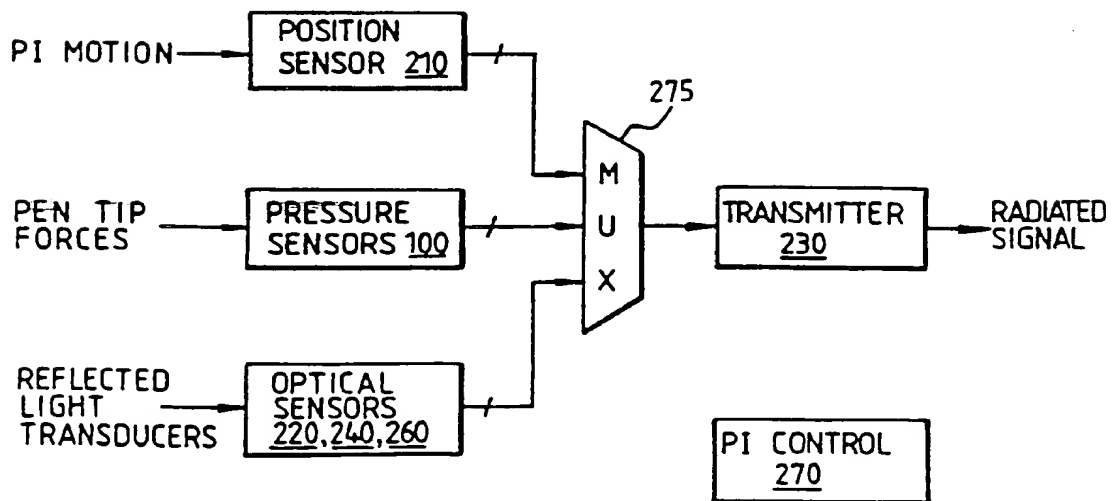 PI MOTION
POSITION
SENSOR 210
275
PEN TIP
FORCES
PRESSURE
SENSORS 100
M
U
X
TRANSMITTER
230
RADIATED
SIGNAL
REFLECTED
LIGHT
TRANSDUCERS
OPTICAL
SENSORS
220, 240, 260
PI CONTROL
270